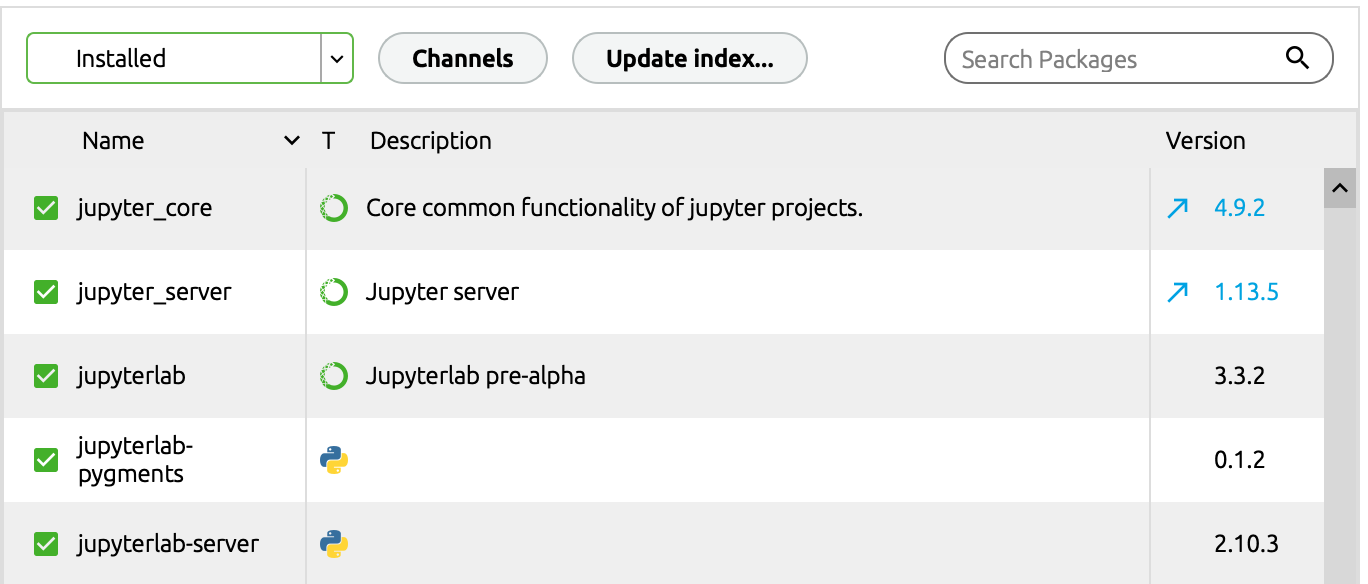 Installed Channels Update index... Search Packages
Name T Description Version
jupyter_core Core common functionality of jupyter projects. 4.9.2
jupyter_server Jupyter server 1.13.5
jupyterlab Jupyterlab pre-alpha 3.3.2
jupyterlab-
pygments 0.1.2
jupyterlab-server 2.10.3